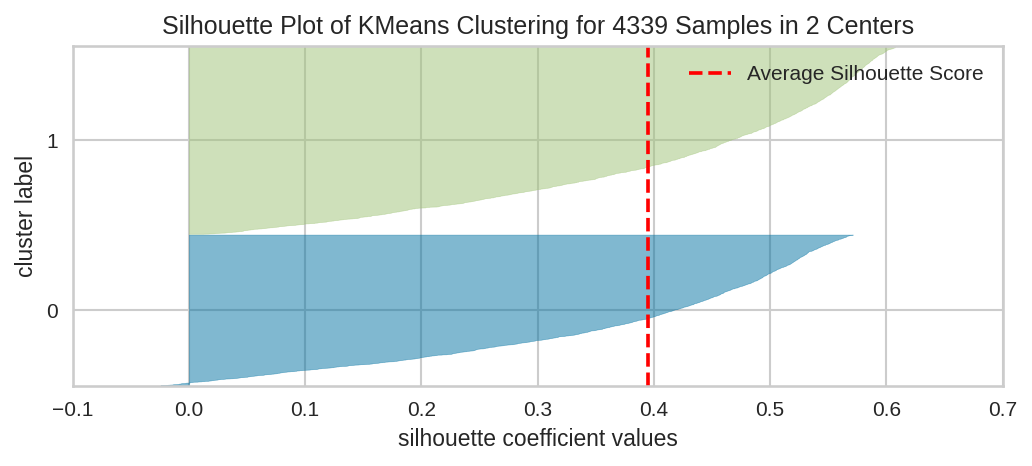 Silhouette Plot of KMeans Clustering for 4339 Samples in 2 Centers
Average Silhouette Score
cluster label
1
0
−0.1 0.0 0.1 0.2 0.3 0.4 0.5 0.6 0.7
silhouette coefficient values